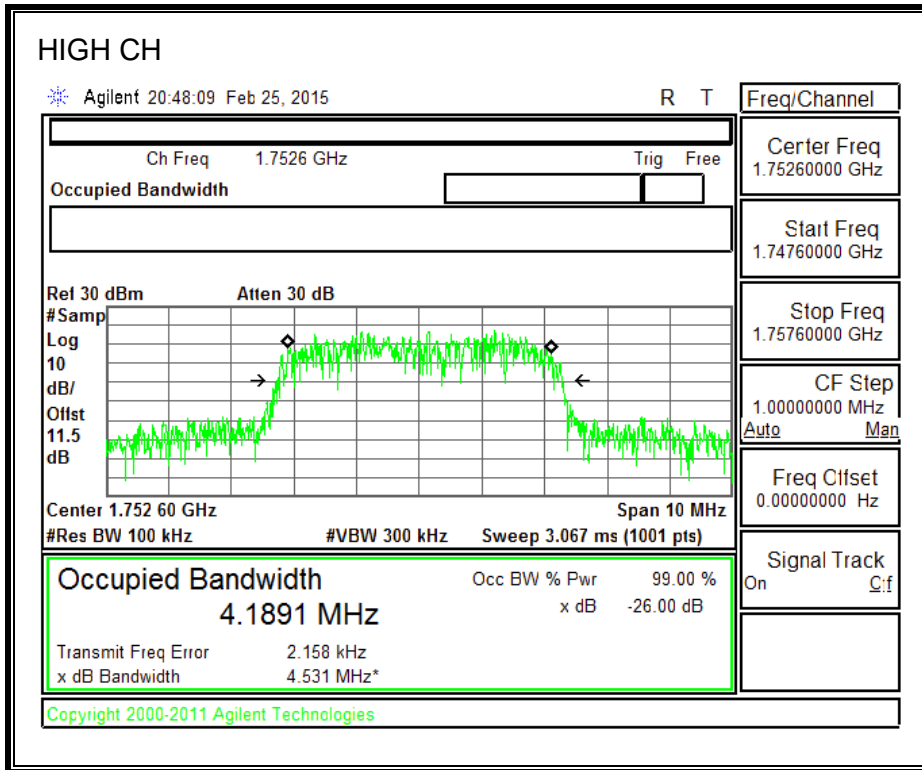 HIGH CH
Agilent 20:48:09 Feb 25, 2015 R T
Freq/Channel
Ch Freq 1.7526 GHz Trig Free
Occupied Bandwidth
Center Freq
1.75260000 GHz
Start Freq
1.74760000 GHz
Stop Freq
1.75760000 GHz
CF Step
1.00000000 MHz
Auto Man
Freq Offset
0.00000000 Hz
Signal Track
On Off
Ref 30 dBm Atten 30 dB
#Samp
Log
10
dB/
Offst
11.5
dB
Center 1.752 60 GHz Span 10 MHz
#Res BW 100 kHz #VBW 300 kHz Sweep 3.067 ms (1001 pts)
Occupied Bandwidth
4.1891 MHz
Occ BW % Pwr 99.00 %
x dB -26.00 dB
Transmit Freq Error 2.158 kHz
x dB Bandwidth 4.531 MHz*
Copyright 2000-2011 Agilent Technologies